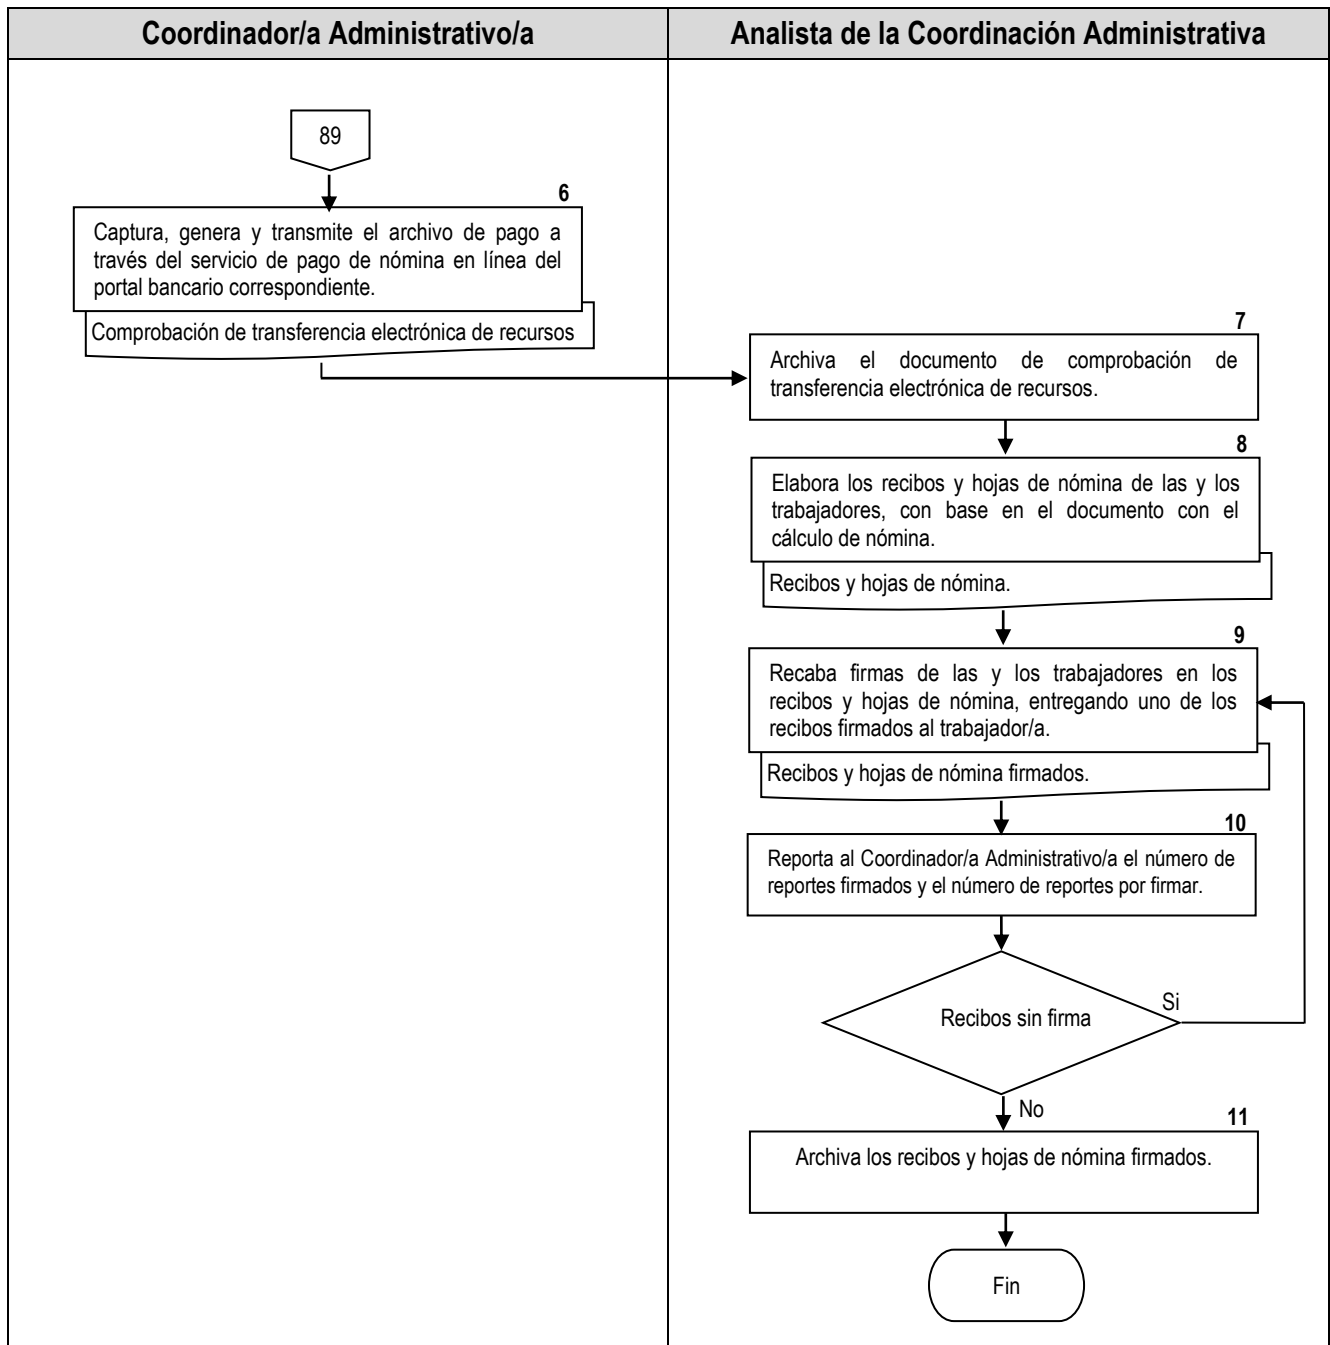 Coordinador/a Administrativo/a
Analista de la Coordinación Administrativa
89
6
Captura, genera y transmite el archivo de pago a
través del servicio de pago de nómina en línea del
portal bancario correspondiente.
Comprobación de transferencia electrónica de recursos
7
Archiva el documento de comprobación de
transferencia electrónica de recursos.
8
Elabora los recibos y hojas de nómina de las y los
trabajadores, con base en el documento con el
cálculo de nómina.
Recibos y hojas de nómina.
9
Recaba firmas de las y los trabajadores en los
recibos y hojas de nómina, entregando uno de los
recibos firmados al trabajador/a.
Recibos y hojas de nómina firmados.
10
Reporta al Coordinador/a Administrativo/a el número de
reportes firmados y el número de reportes por firmar.
Recibos sin firma
Si
No
11
Archiva los recibos y hojas de nómina firmados.
Fin